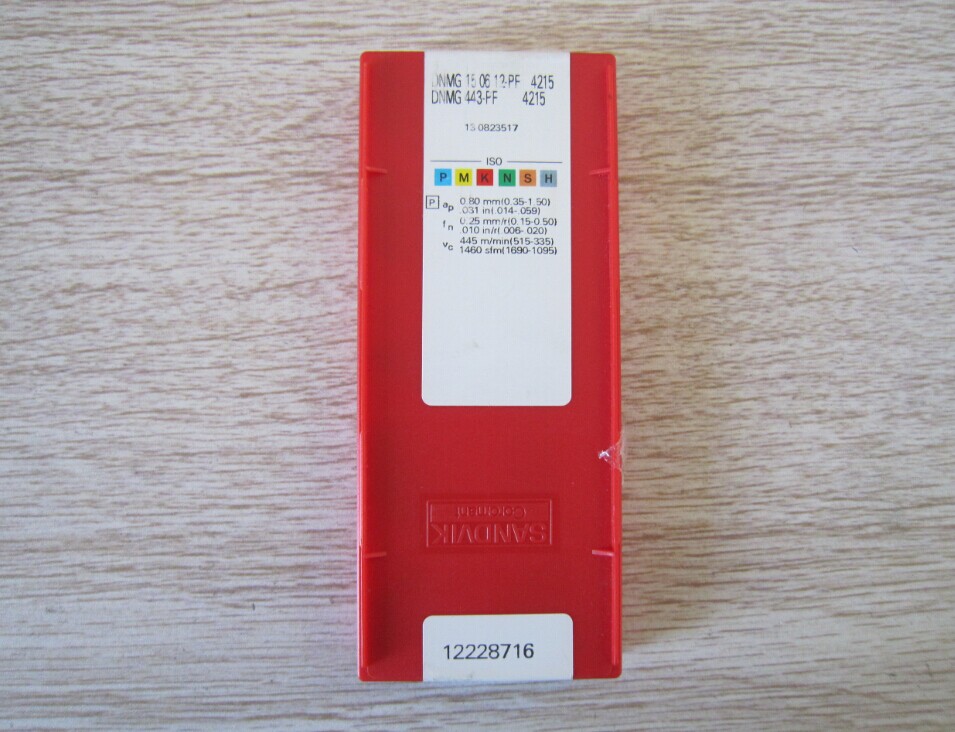 DNMG 15 06 12-PF 4215
DNMG 443-PF 4215
13 0823517
ISO
P M K N S H
P ap 0.80 mm(0.35-1.50)
.031 in(.014-.059)
fn 0.25 mm/r(0.15-0.50)
.010 in/r(.006-.020)
vc 445 m/min(515-335)
1460 sfm(1690-1095)
SANDVIK
Coromant
12228716